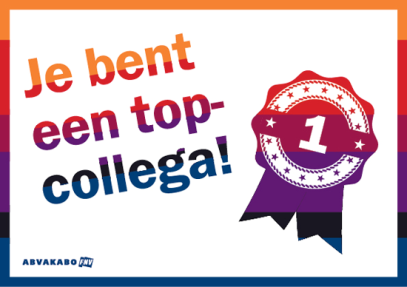 Je bent
een top-
collega!
1
ABVAKABO FNV